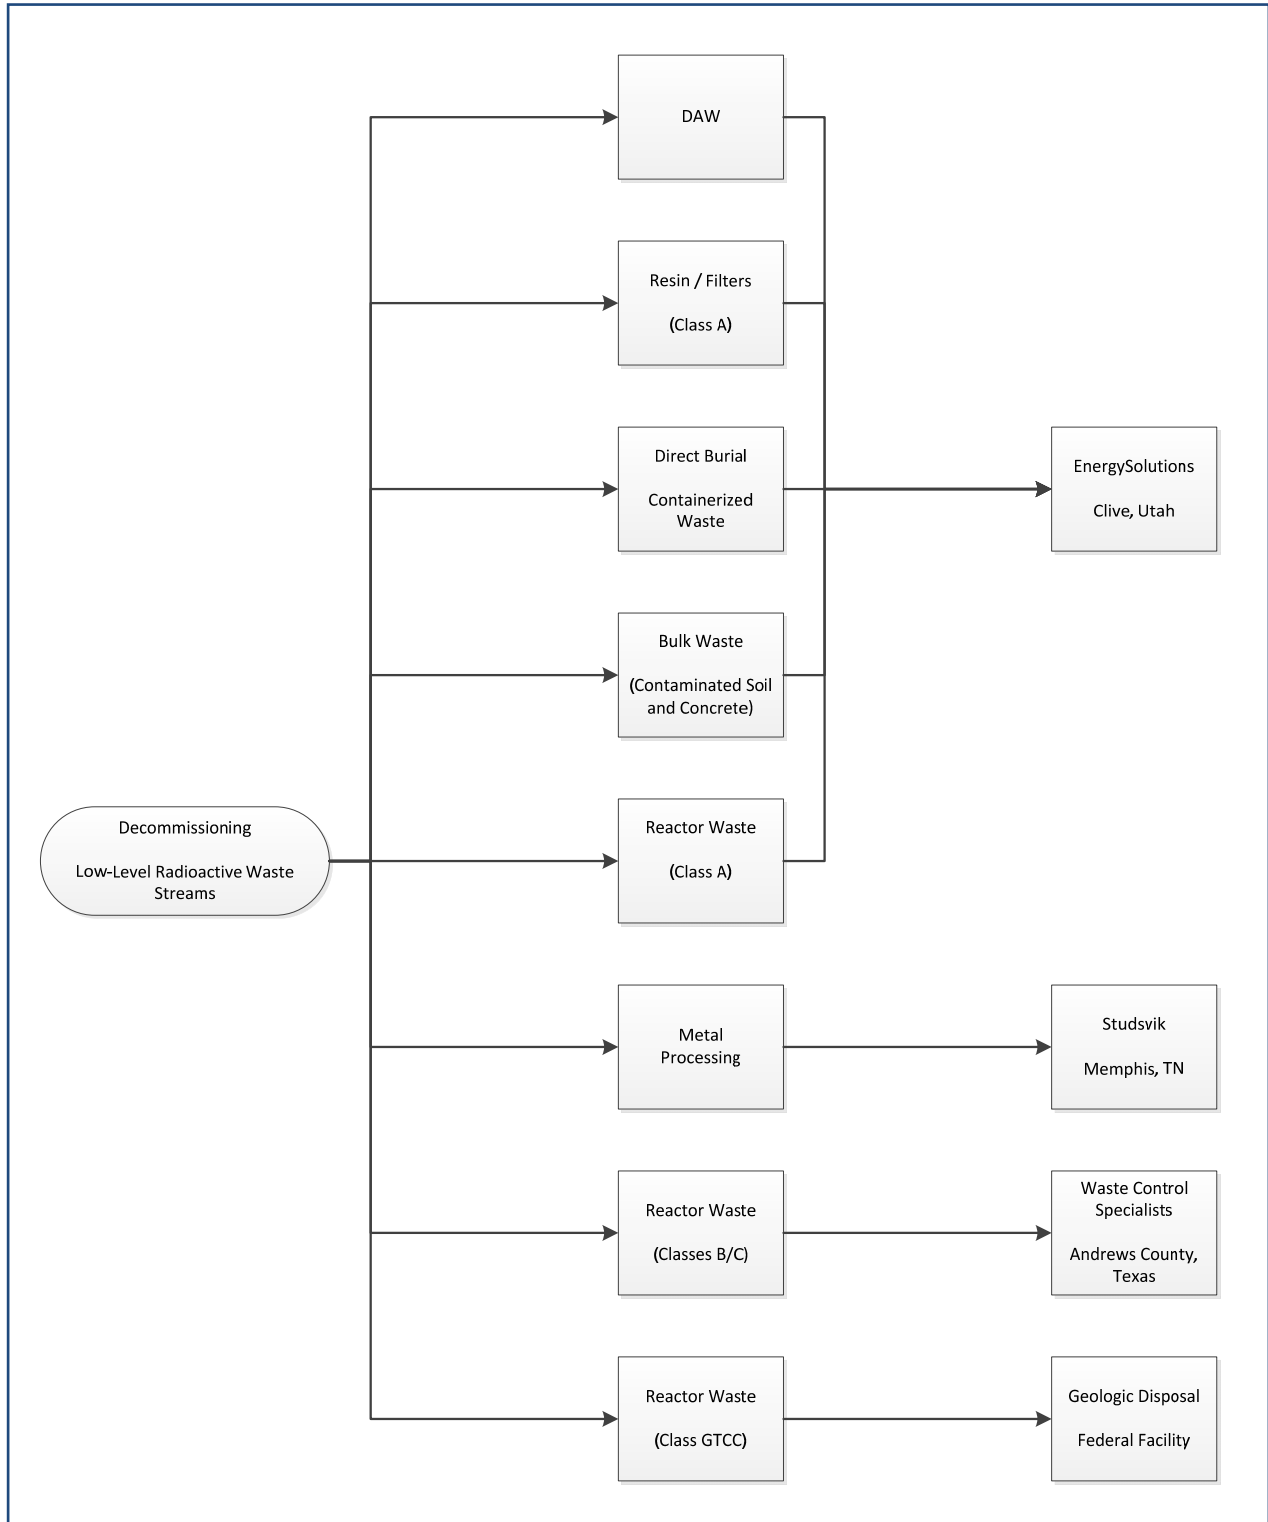 DAW
Resin / Filters
(Class A)
Direct Burial
Containerized
Waste
EnergySolutions
Clive, Utah
Bulk Waste
(Contaminated Soil
and Concrete)
Decommissioning
Low-Level Radioactive Waste
Streams
Reactor Waste
(Class A)
Metal
Processing
Studsvik
Memphis, TN
Reactor Waste
(Classes B/C)
Waste Control
Specialists
Andrews County,
Texas
Reactor Waste
(Class GTCC)
Geologic Disposal
Federal Facility